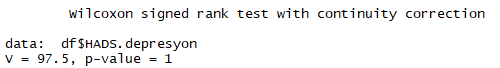 Wilcoxon signed rank test with continuity correction
data:  df$HADS.depresyon
V = 97.5, p-value = 1